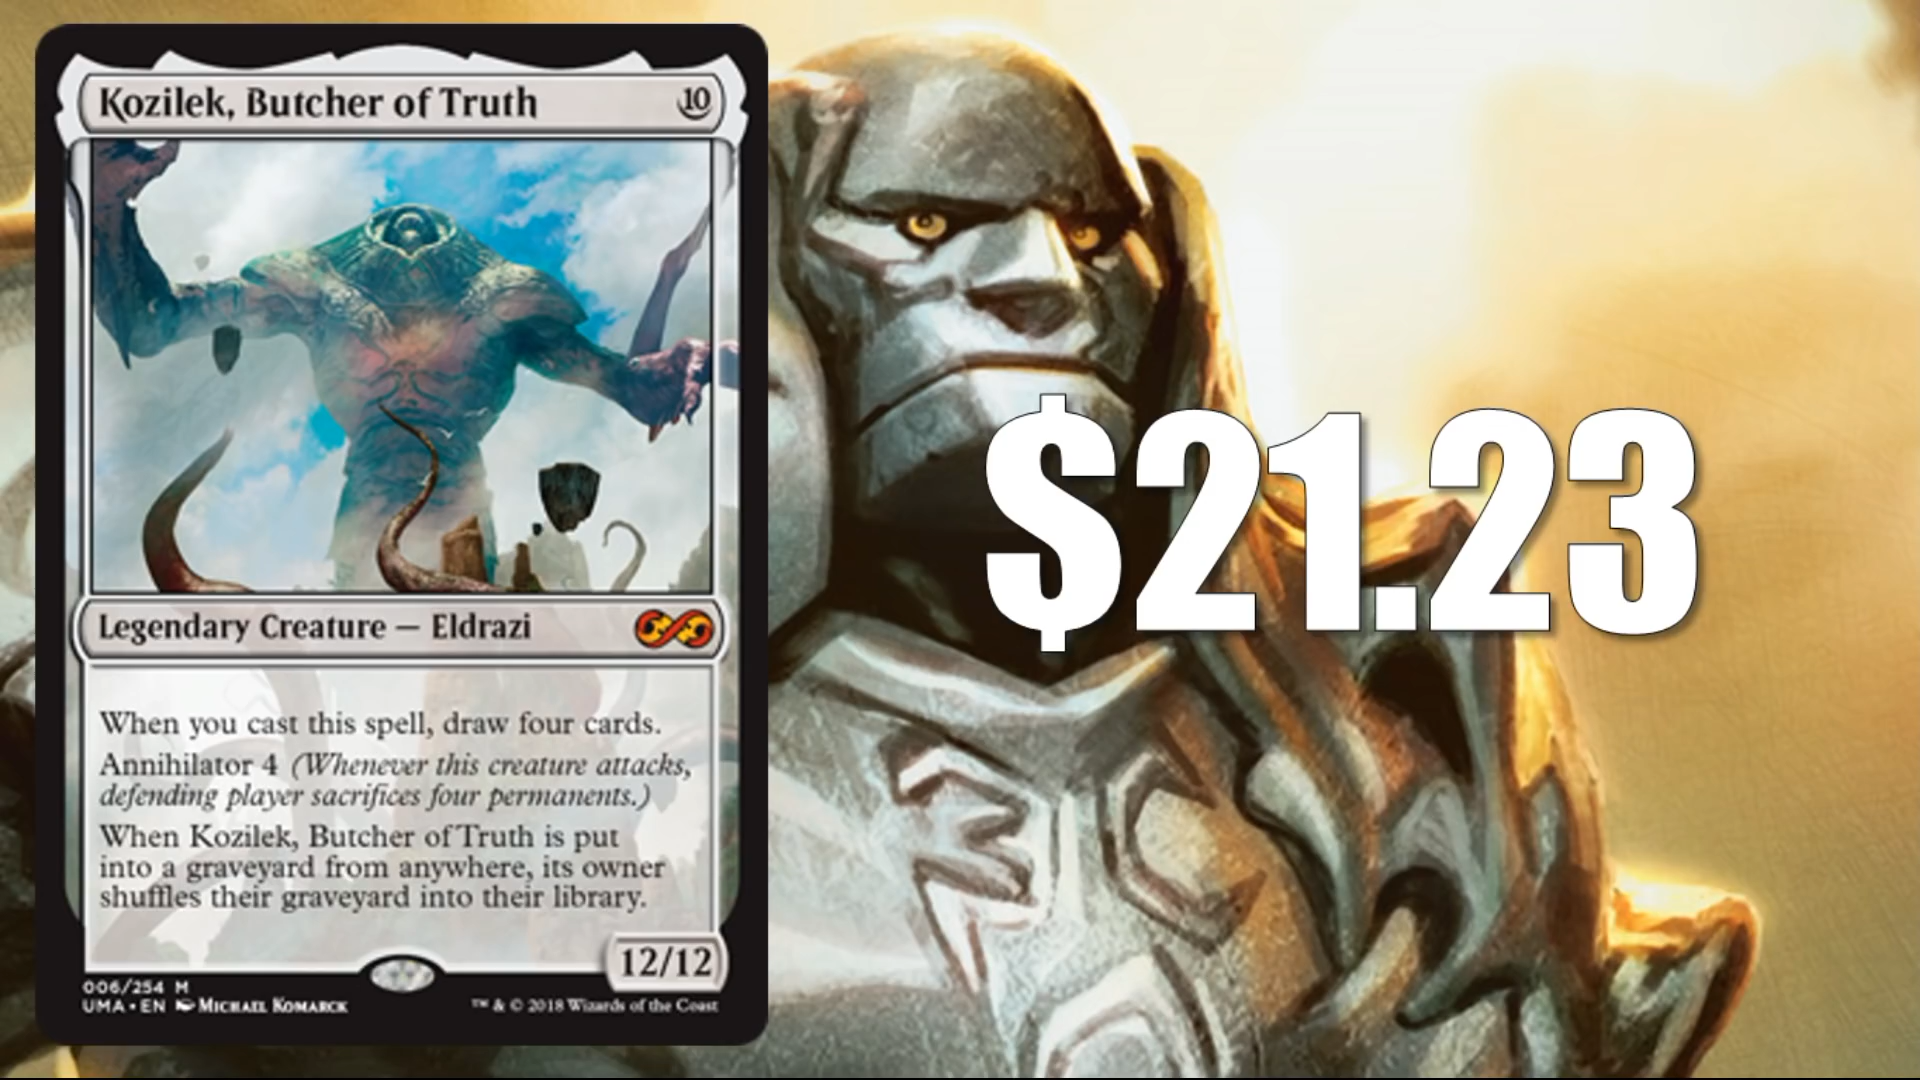 Kozilek, Butcher of Truth 10
Legendary Creature — Eldrazi
When you cast this spell, draw four cards.
Annihilator 4 (Whenever this creature attacks,
defending player sacrifices four permanents.)
When Kozilek, Butcher of Truth is put
into a graveyard from anywhere, its owner
shuffles their graveyard into their library.
12/12
006/254 M
UMA • EN Michael Komarck
™ & © 2018 Wizards of the Coast
$21.23